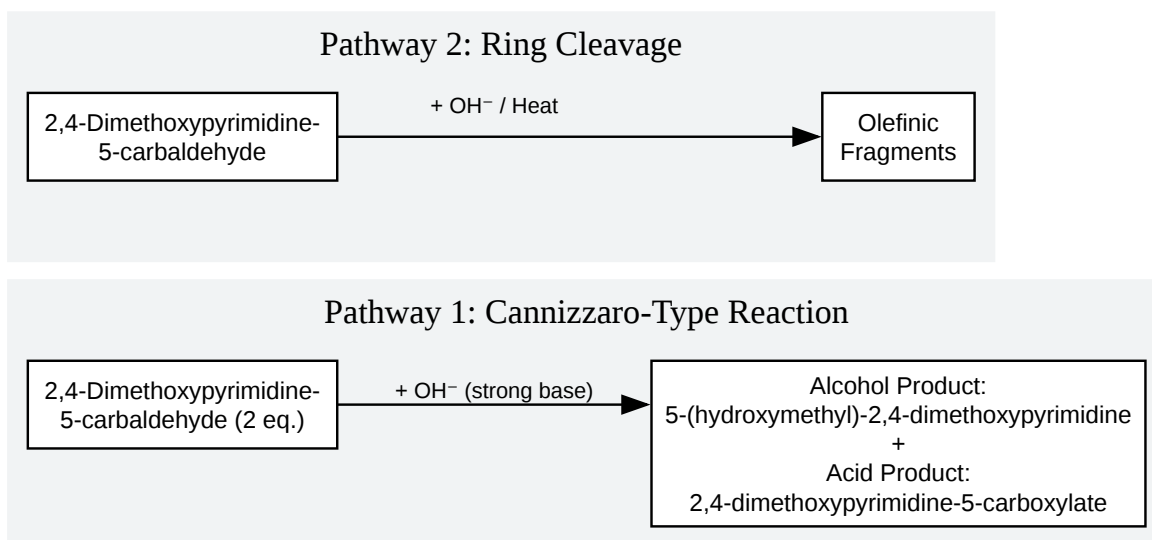 Pathway 2: Ring Cleavage
2,4-Dimethoxypyrimidine-
5-carbaldehyde
+ OH⁻ / Heat
Olefinic
Fragments
Pathway 1: Cannizzaro-Type Reaction
2,4-Dimethoxypyrimidine-
5-carbaldehyde (2 eq.)
+ OH⁻ (strong base)
Alcohol Product:
5-(hydroxymethyl)-2,4-dimethoxypyrimidine
+
Acid Product:
2,4-dimethoxypyrimidine-5-carboxylate